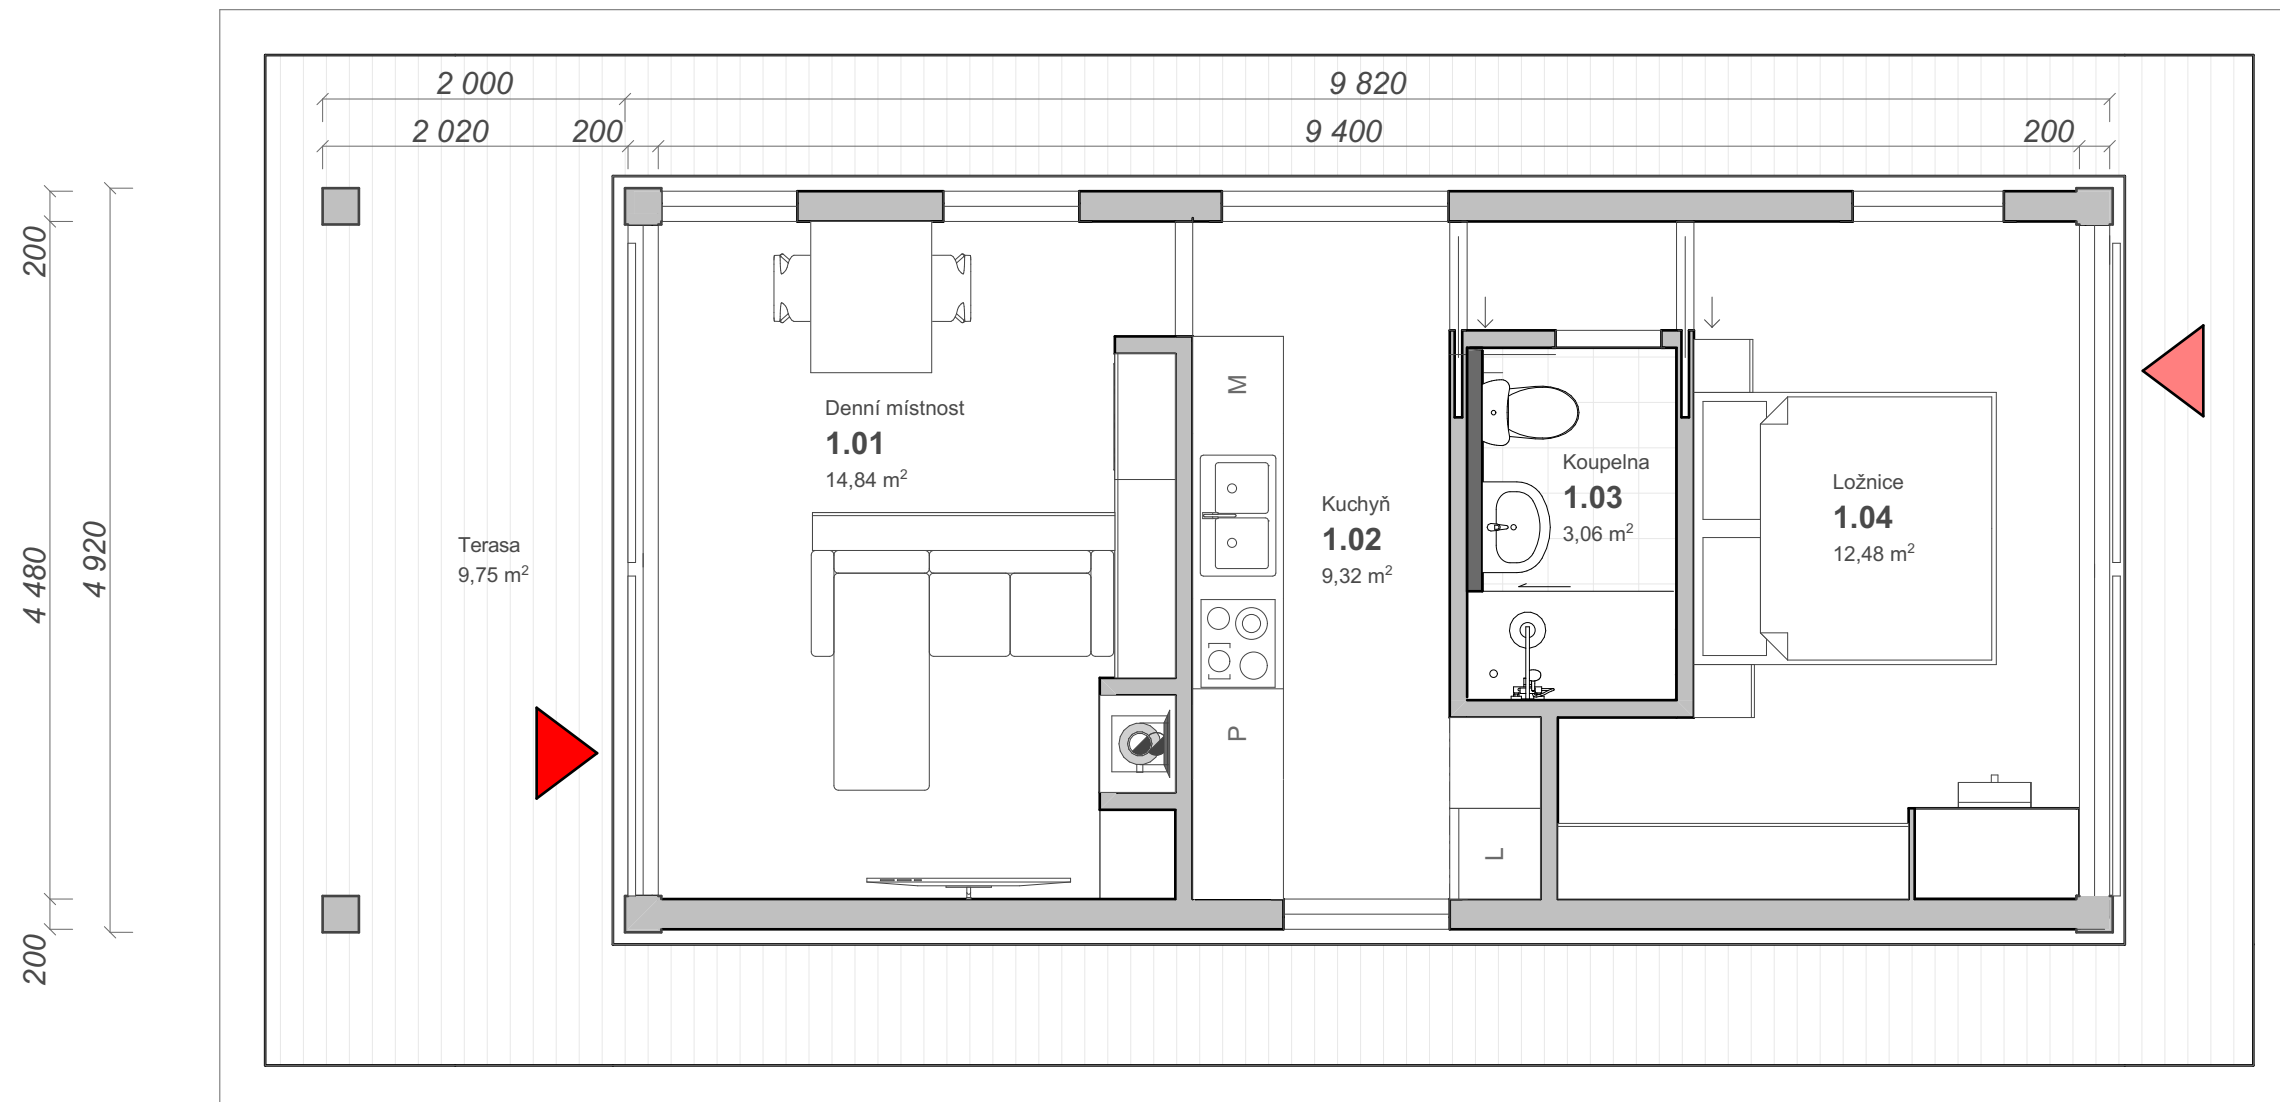 2 000
9 820
2 020
200
9 400
200
200
4 480
4 920
200
Denní místnost
1.01
14,84 m²
Terasa
9,75 m²
M
P
Kuchyň
1.02
9,32 m²
Koupelna
1.03
3,06 m²
Ložnice
1.04
12,48 m²
L